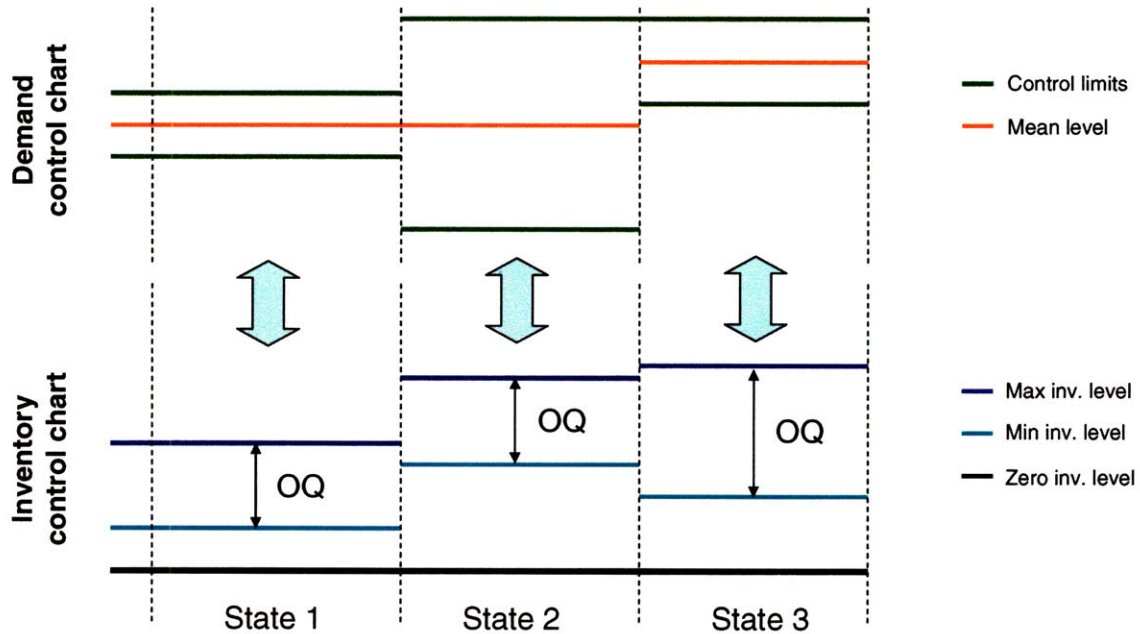 Demand
control chart
Control limits
Mean level
Inventory
control chart
OQ
OQ
OQ
Max inv. level
Min inv. level
Zero inv. level
State 1
State 2
State 3